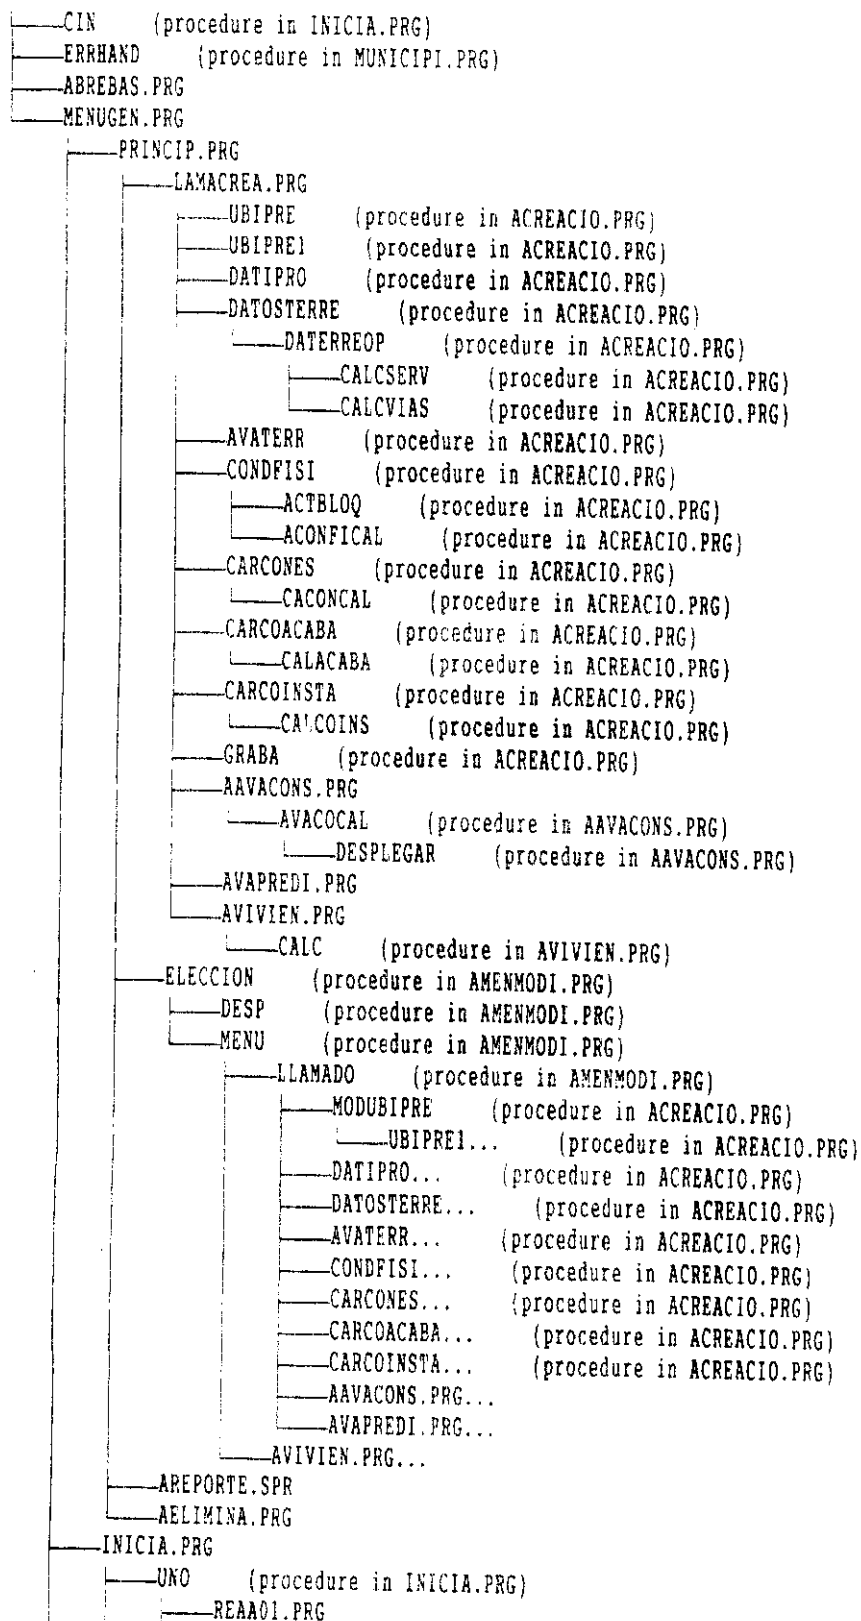 CIN (procedure in INICIA.PRG)
ERRHAND (procedure in MUNICIPI.PRG)
ABREBAS.PRG
MENUGEN.PRG
PRINCIP.PRG
LAMACREA.PRG
UBIPRE (procedure in ACREACIO.PRG)
UBIPRE1 (procedure in ACREACIO.PRG)
DATIPRO (procedure in ACREACIO.PRG)
DATOSTERRE (procedure in ACREACIO.PRG)
DATERREOP (procedure in ACREACIO.PRG)
CALCSERV (procedure in ACREACIO.PRG)
CALCVIAS (procedure in ACREACIO.PRG)
AVATERR (procedure in ACREACIO.PRG)
CONDFISI (procedure in ACREACIO.PRG)
ACTBLOQ (procedure in ACREACIO.PRG)
ACONFICAL (procedure in ACREACIO.PRG)
CARCONES (procedure in ACREACIO.PRG)
CACONCAL (procedure in ACREACIO.PRG)
CARCOACABA (procedure in ACREACIO.PRG)
CALACABA (procedure in ACREACIO.PRG)
CARCOINSTA (procedure in ACREACIO.PRG)
CALCOINS (procedure in ACREACIO.PRG)
GRABA (procedure in ACREACIO.PRG)
AAVACONS.PRG
AVACOCAL (procedure in AAVACONS.PRG)
DESPLEGAR (procedure in AAVACONS.PRG)
AVAPREDI.PRG
AVIVIEN.PRG
CALC (procedure in AVIVIEN.PRG)
ELECCION (procedure in AMENMODI.PRG)
DESP (procedure in AMENMODI.PRG)
MENU (procedure in AMENMODI.PRG)
LLAMADO (procedure in AMENMODI.PRG)
MODUBIPRE (procedure in ACREACIO.PRG)
UBIPRE1... (procedure in ACREACIO.PRG)
DATIPRO... (procedure in ACREACIO.PRG)
DATOSTERRE... (procedure in ACREACIO.PRG)
AVATERR... (procedure in ACREACIO.PRG)
CONDFISI... (procedure in ACREACIO.PRG)
CARCONES... (procedure in ACREACIO.PRG)
CARCOACABA... (procedure in ACREACIO.PRG)
CARCOINSTA... (procedure in ACREACIO.PRG)
AAVACONS.PRG...
AVAPREDI.PRG...
AVIVIEN.PRG...
AREPORTE.SPR
AELIMINA.PRG
INICIA.PRG
UNO (procedure in INICIA.PRG)
REAA01.PRG